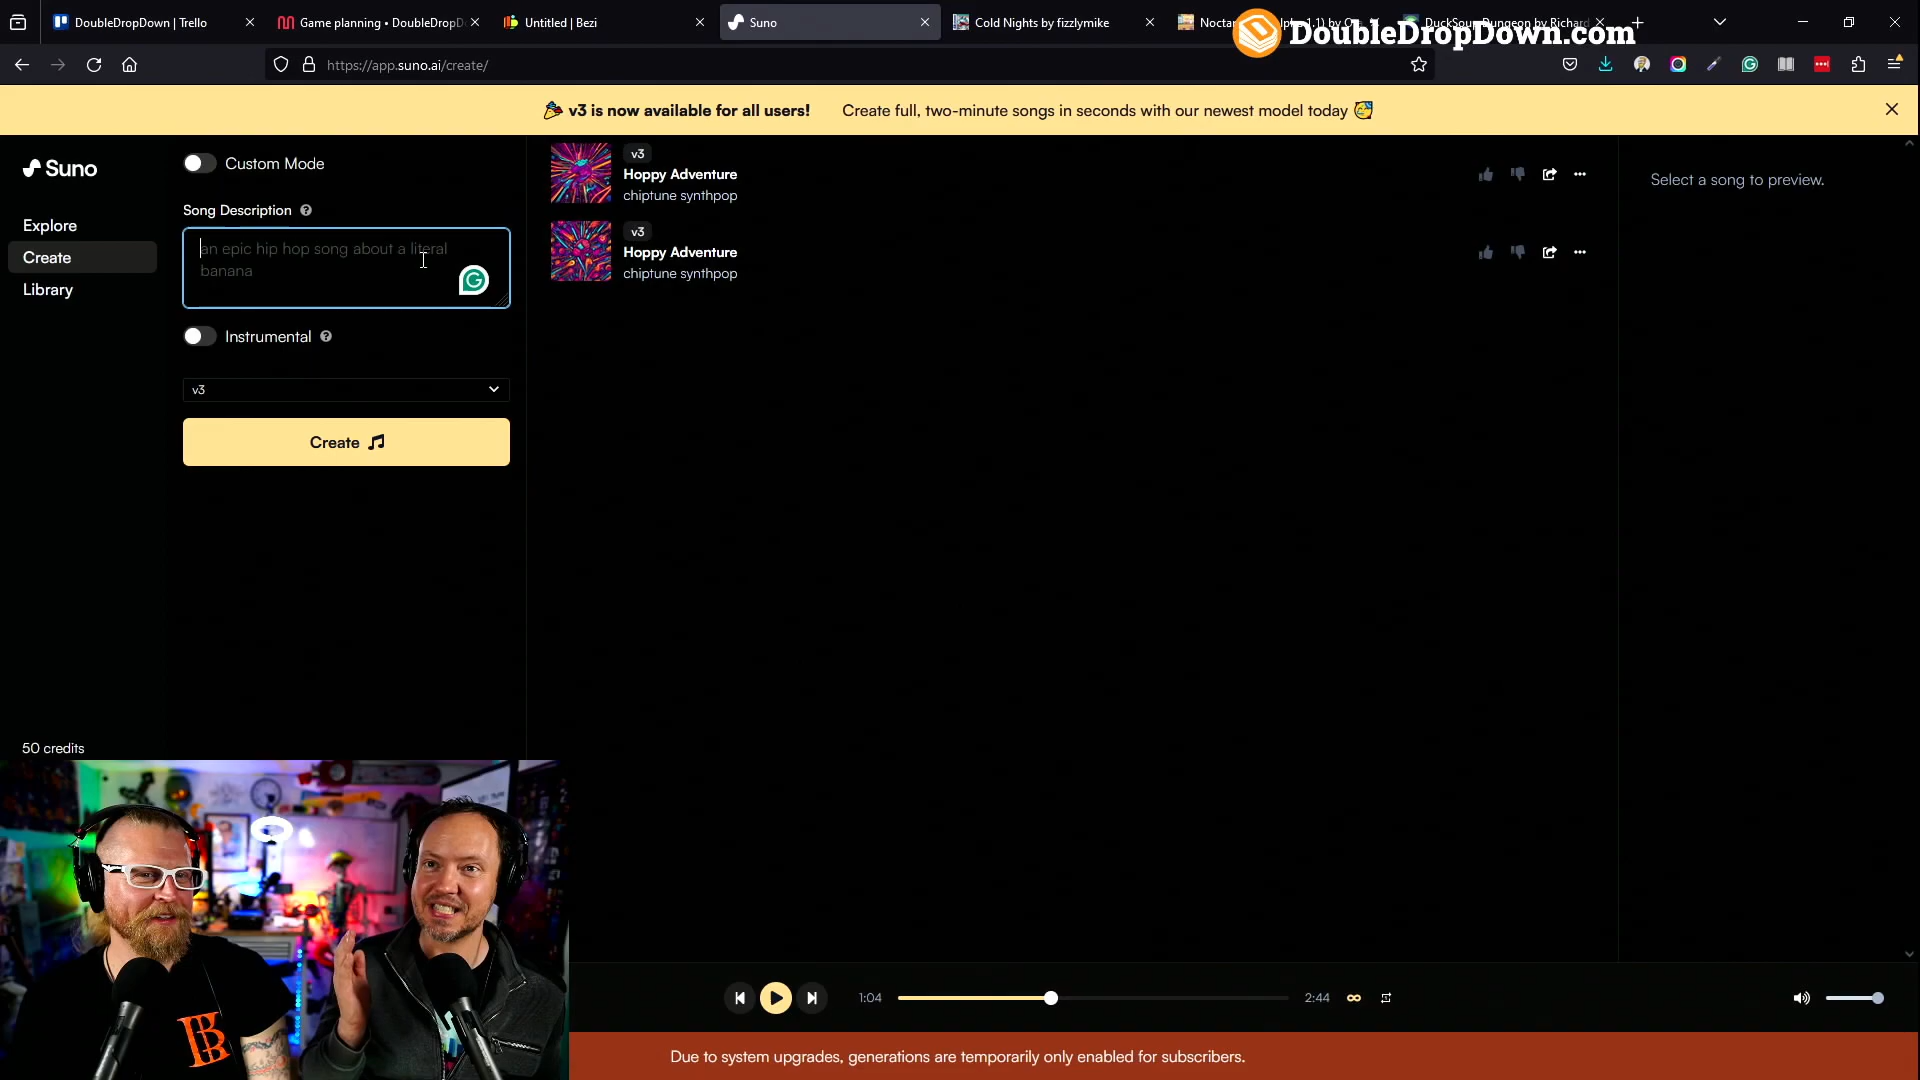 DoubleDropDown | Trello
Game planning • DoubleDropD
Untitled | Bezi
Suno
Cold Nights by fizzlymike
DoubleDropDown.com
https://app.suno.ai/create/
v3 is now available for all users! Create full, two-minute songs in seconds with our newest model today
Suno
Explore
Create
Library
Custom Mode
Song Description
an epic hip hop song about a literal
banana
Instrumental
v3
Create
v3
Hoppy Adventure
chiptune synthpop
v3
Hoppy Adventure
chiptune synthpop
Select a song to preview.
50 credits
1:04
2:44
Due to system upgrades, generations are temporarily only enabled for subscribers.